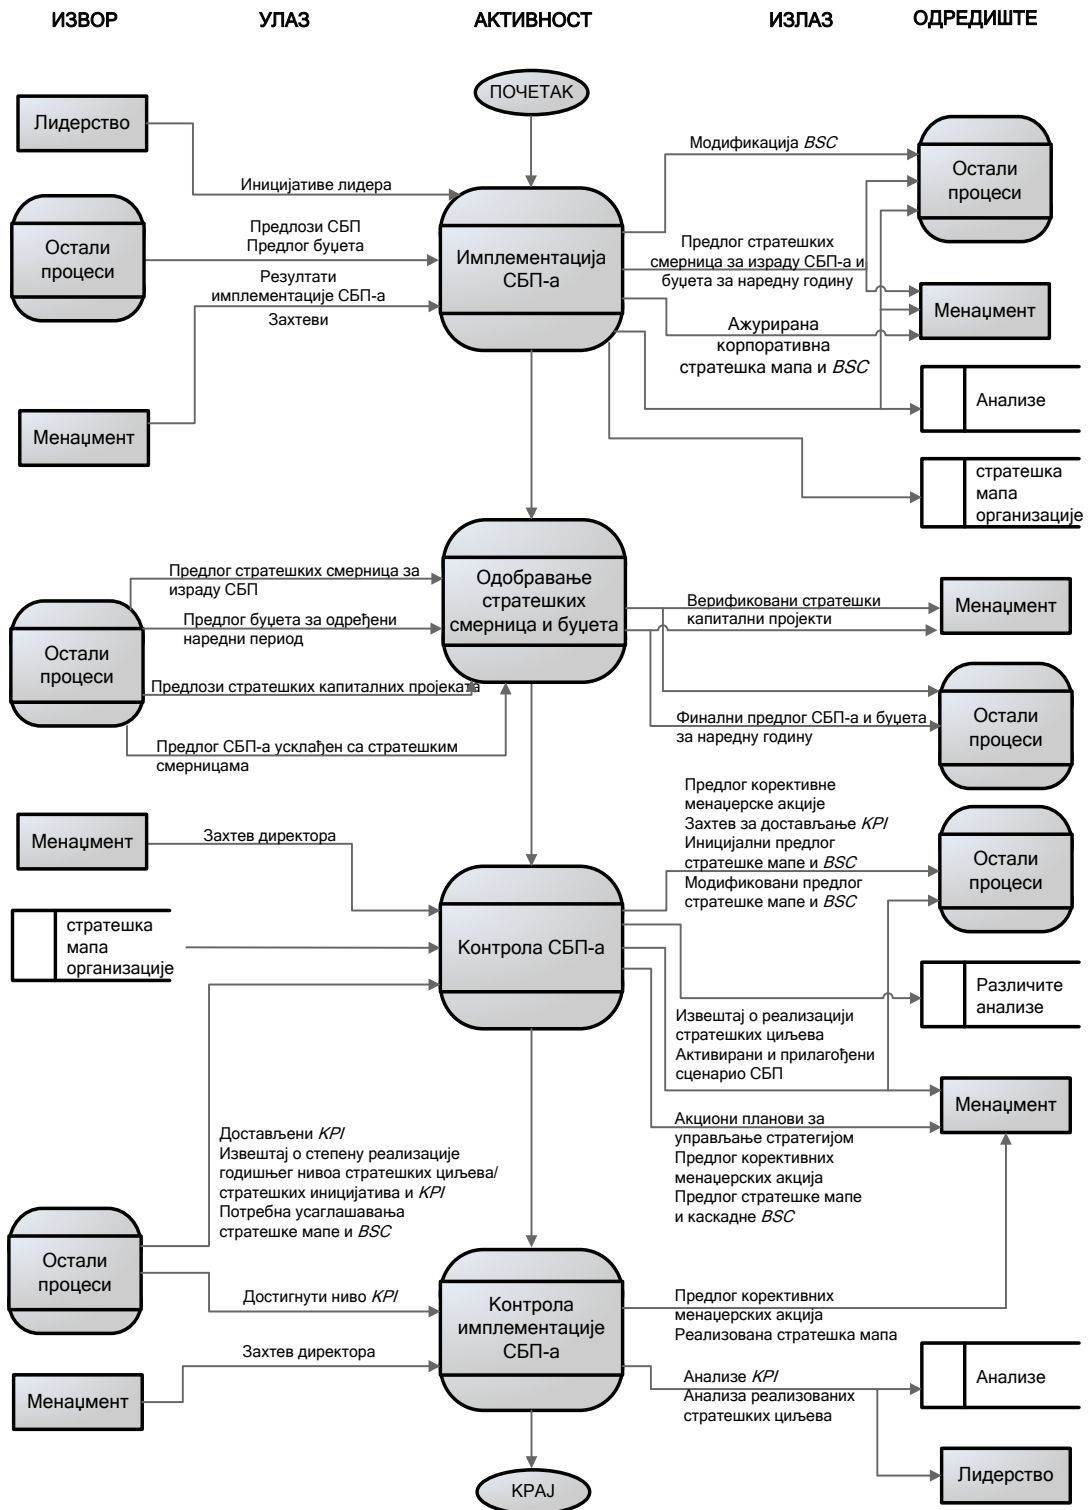 ИЗВОР
УЛАЗ
АКТИВНОСТ
ИЗЛАЗ
ОДРЕДИШТЕ
ПОЧЕТАК
Лидерство
Иницијативе лидера
Остали
процеси
Предлози СБП
Предлог буџета
Резултати
имплементације СБП-а
Захтеви
Менаџмент
Имплементација
СБП-а
Модификација BSC
Предлог стратешких
смерница за израду СБП-а и
буџета за наредну годину
Ажурирана
корпоративна
стратешка мапа и BSC
Остали
процеси
Менаџмент
Анализе
стратешка
мапа
организације
Остали
процеси
Предлог стратешких смерница за
израду СБП
Предлог буџета за одређени
наредни период
Предлози стратешких капиталних пројеката
Предлог СБП-а усклађен са стратешким
смерницама
Одобравање
стратешких
смерница и буџета
Верификовани стратешки
капитални пројекти
Финални предлог СБП-а и буџета
за наредну годину
Менаџмент
Остали
процеси
Менаџмент
Захтев директора
стратешка
мапа
организације
Контрола СБП-а
Предлог корективне
менаџерске акције
Захтев за достављање KPI
Иницијални предлог
стратешке мапе и BSC
Модификовани предлог
стратешке мапе и BSC
Остали
процеси
Различите
анализе
Извештај о реализацији
стратешких циљева
Активирани и прилагођени
сценарио СБП
Менаџмент
Акциони планови за
управљање стратегијом
Предлог корективних
менаџерских акција
Предлог стратешке мапе
и каскадне BSC
Достављени KPI
Извештај о степену реализације
годишњег нивоа стратешких циљева/
стратешких иницијатива и KPI
Потребна усаглашавања
стратешке мапе и BSC
Остали
процеси
Достигнути ниво KPI
Захтев директора
Менаџмент
Контрола
имплементације
СБП-а
Предлог корективних
менаџерских акција
Реализована стратешка мапа
Анализе KPI
Анализа реализованих
стратешких циљева
Анализе
Лидерство
КРАЈ